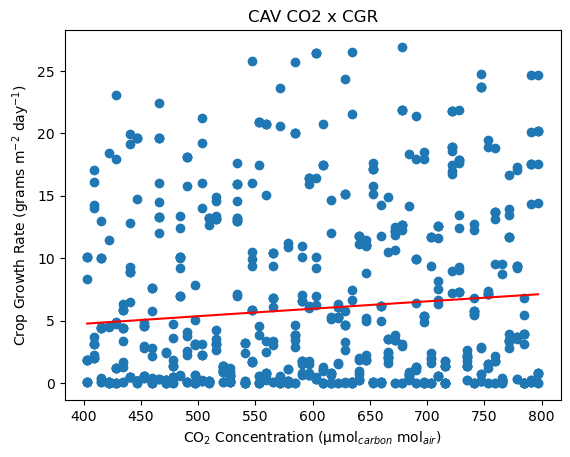 CAV CO2 x CGR
Crop Growth Rate (grams m⁻² day⁻¹)
25
20
15
10
5
0
400 450 500 550 600 650 700 750 800
CO₂ Concentration (μmol_carbon mol_air)